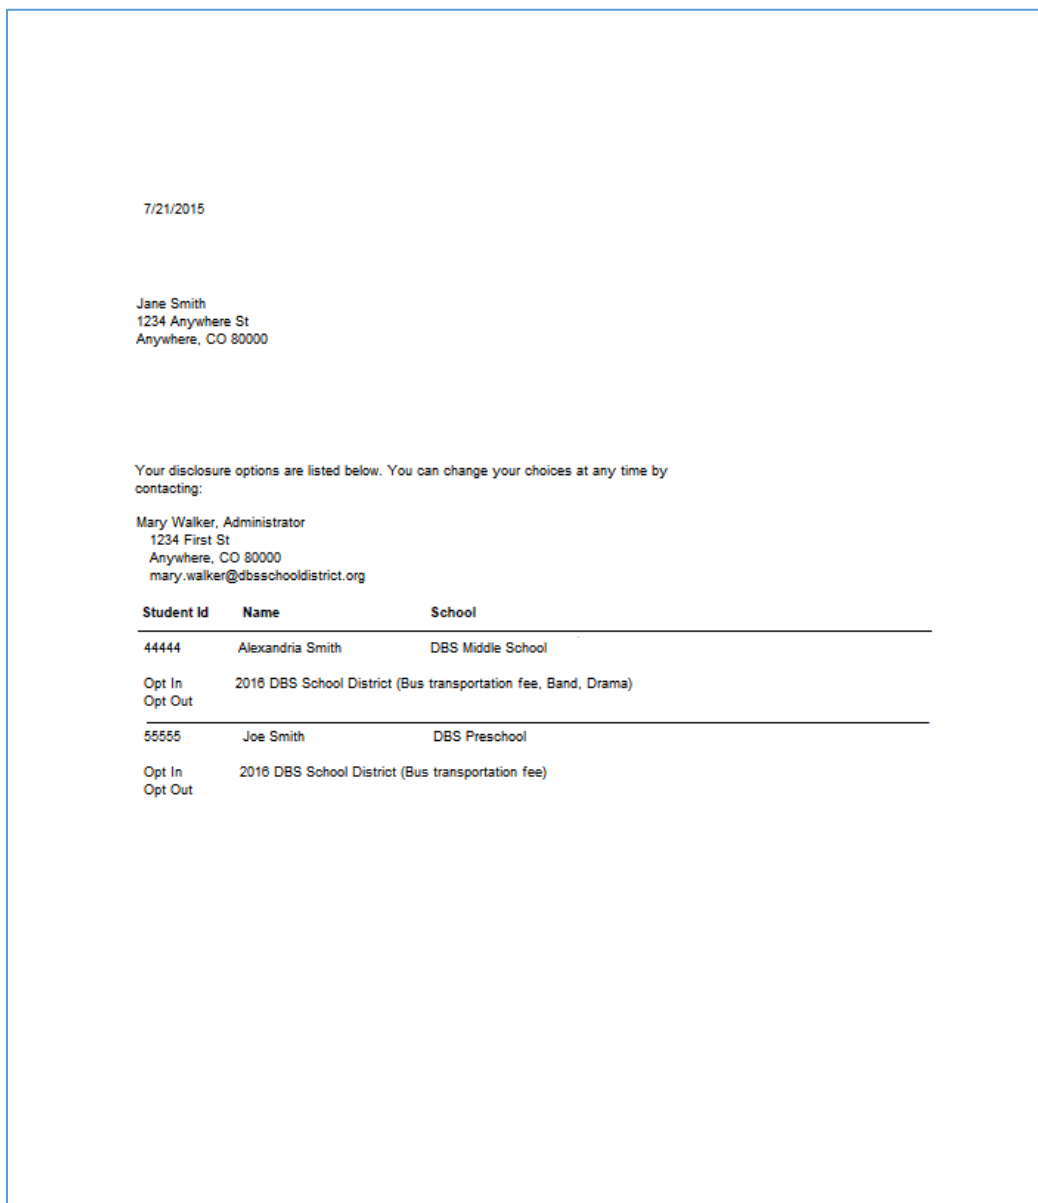 7/21/2015
Jane Smith
1234 Anywhere St
Anywhere, CO 80000
Your disclosure options are listed below. You can change your choices at any time by
contacting:
Mary Walker, Administrator
1234 First St
Anywhere, CO 80000
mary.walker@dbsschooldistrict.org
Student Id Name School
44444 Alexandria Smith DBS Middle School
Opt In 2016 DBS School District (Bus transportation fee, Band, Drama)
Opt Out
55555 Joe Smith DBS Preschool
Opt In 2016 DBS School District (Bus transportation fee)
Opt Out